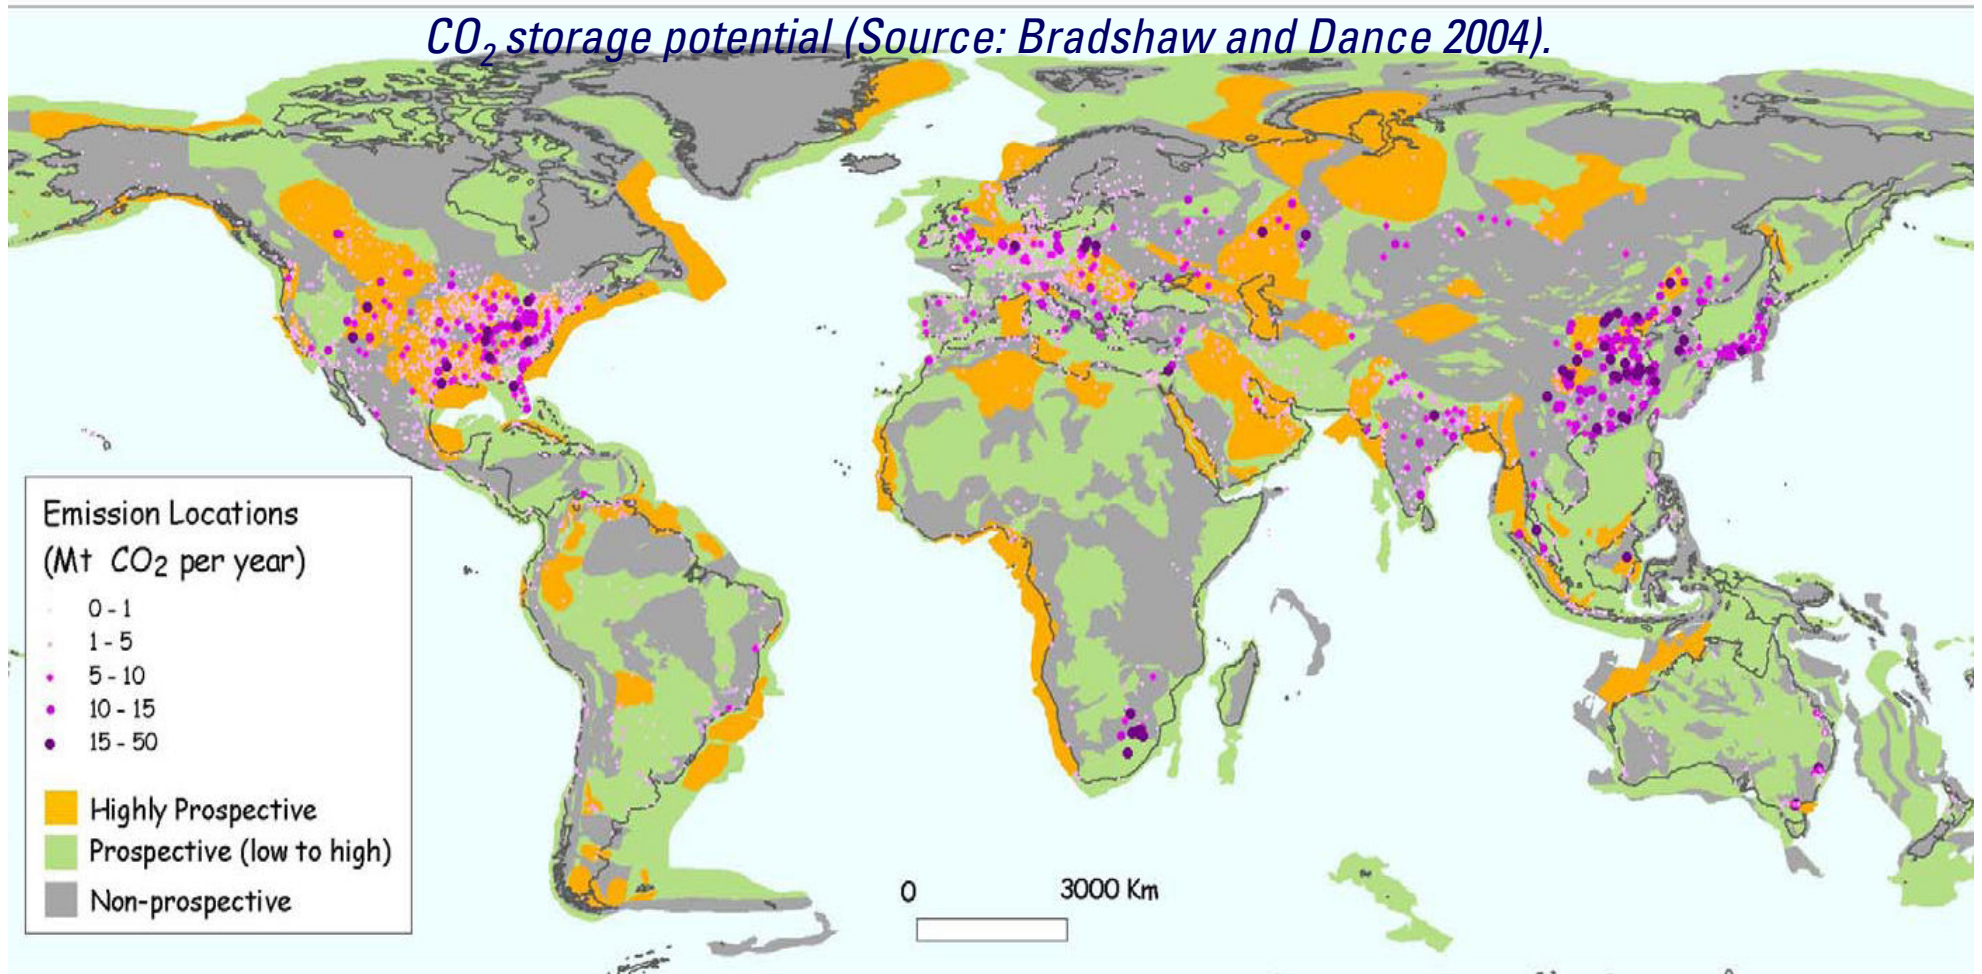 CO₂ storage potential (Source: Bradshaw and Dance 2004).
Emission Locations
(Mt CO₂ per year)
0 - 1
1 - 5
5 - 10
10 - 15
15 - 50
Highly Prospective
Prospective (low to high)
Non-prospective
0 3000 Km